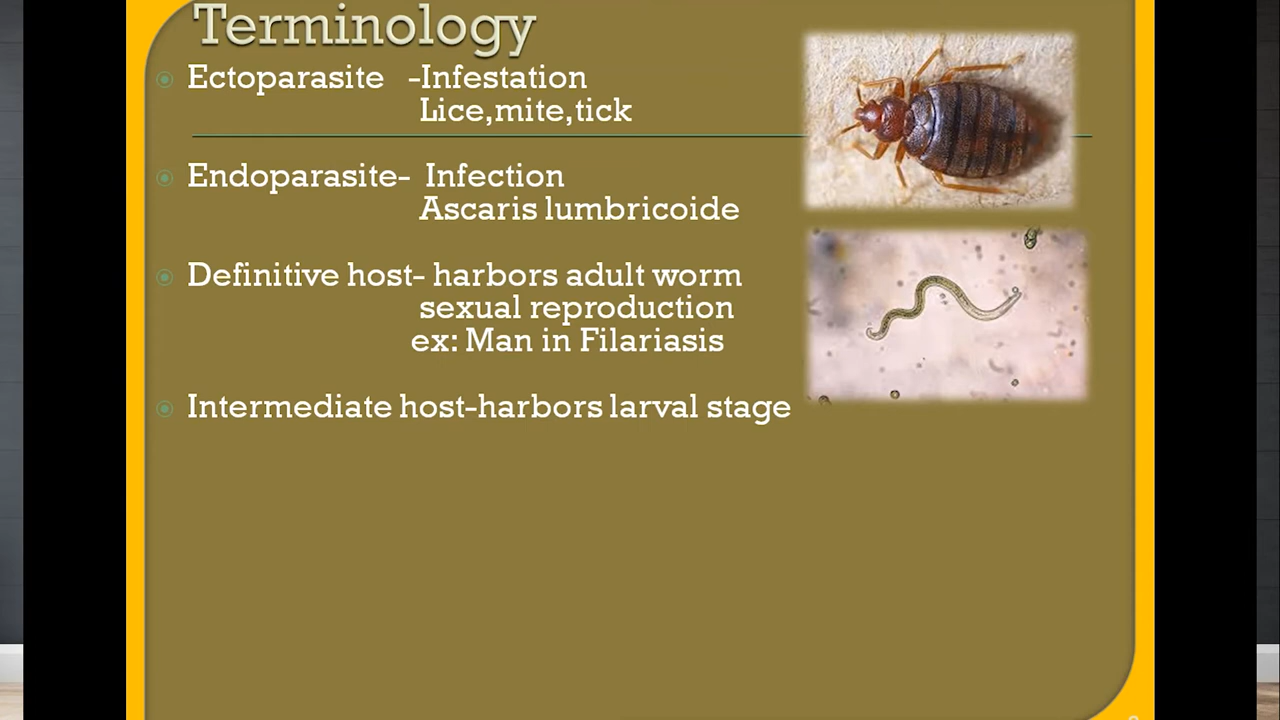 Terminology
Ectoparasite -Infestation
Lice,mite,tick
Endoparasite- Infection
Ascaris lumbricoide
Definitive host- harbors adult worm
sexual reproduction
ex: Man in Filariasis
Intermediate host-harbors larval stage